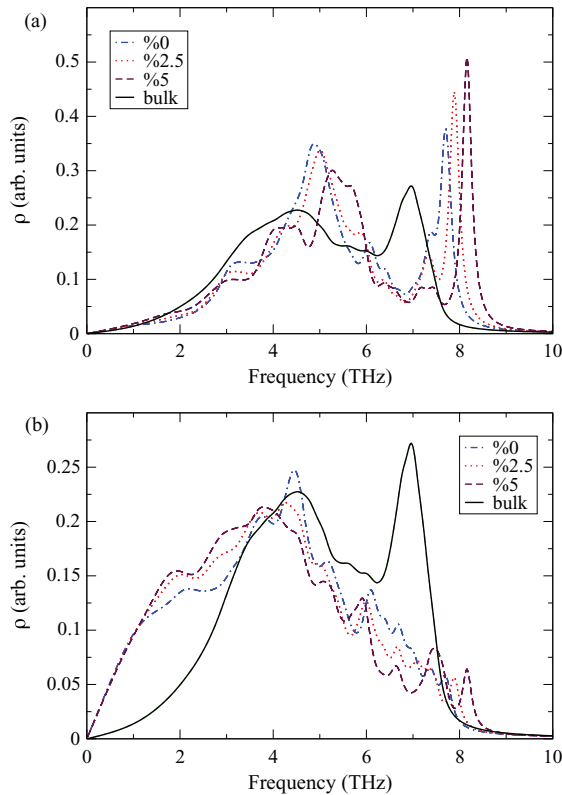 (a)
%0
%2.5
%5
bulk
0.5
0.4
0.3
0.2
0.1
0
ρ (arb. units)
0 2 4 6 8 10
Frequency (THz)
(b)
%0
%2.5
%5
bulk
0.25
0.2
0.15
0.1
0.05
0
ρ (arb. units)
0 2 4 6 8 10
Frequency (THz)